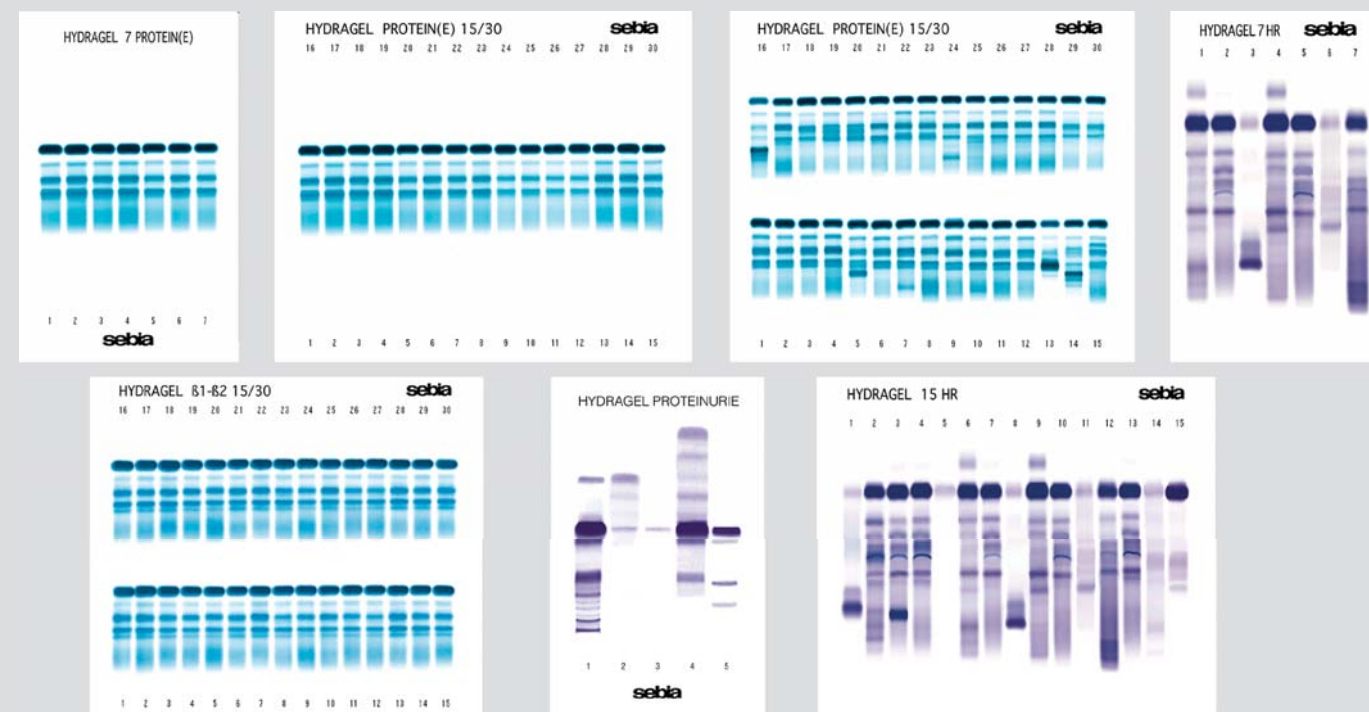 HYDRAGEL 7 PROTEIN(E)
1 2 3 4 5 6 7
sebia
HYDRAGEL PROTEIN(E) 15/30 sebia
16 17 18 19 20 21 22 23 24 25 26 27 28 29 30
1 2 3 4 5 6 7 8 9 10 11 12 13 14 15
HYDRAGEL PROTEIN(E) 15/30 sebia
16 17 18 19 20 21 22 23 24 25 26 27 28 29 30
1 2 3 4 5 6 7 8 9 10 11 12 13 14 15
HYDRAGEL 7 HR sebia
1 2 3 4 5 6 7
HYDRAGEL ß1-ß2 15/30 sebia
16 17 18 19 20 21 22 23 24 25 26 27 28 29 30
1 2 3 4 5 6 7 8 9 10 11 12 13 14 15
HYDRAGEL PROTEINURIE
1 2 3 4 5
sebia
HYDRAGEL 15 HR sebia
1 2 3 4 5 6 7 8 9 10 11 12 13 14 15